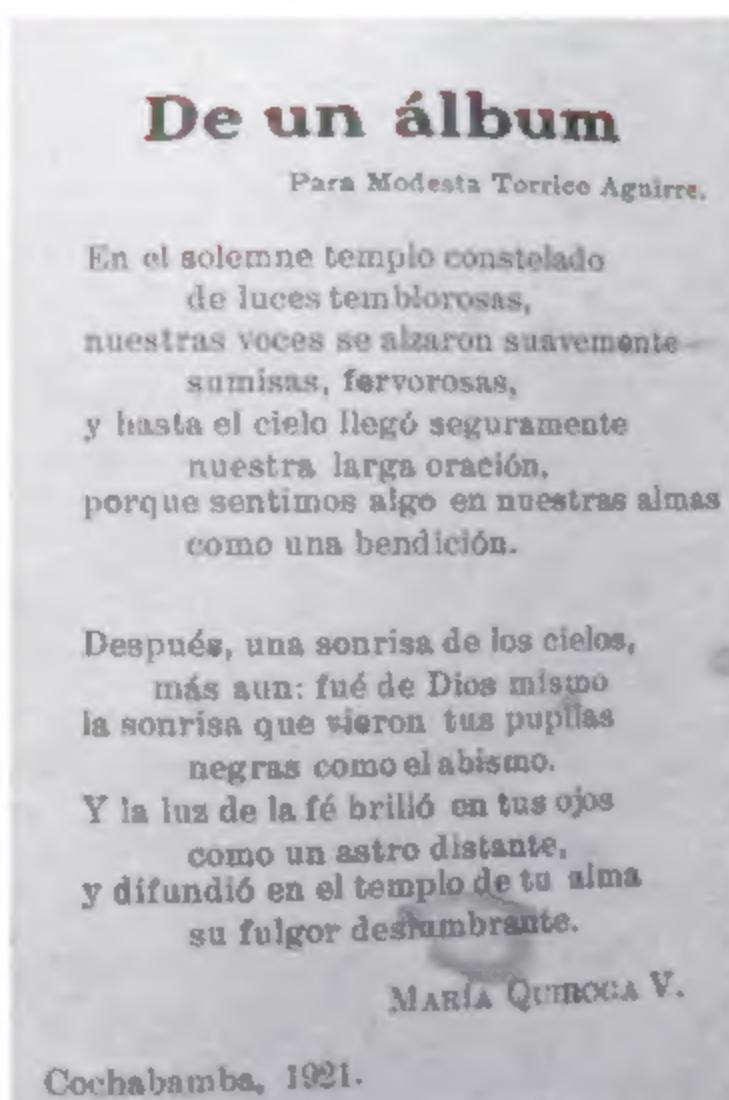 De un álbum
Para Modesta Torrico Aguirre.
En el solemne templo constelado
de luces temblorosas,
nuestras voces se alzaron suavemente
sumisas, fervorosas,
y hasta el cielo llegó seguramente
nuestra larga oración,
porque sentimos algo en nuestras almas
como una bendición.
Después, una sonrisa de los cielos,
más aun: fué de Dios mismo
la sonrisa que vieron tus pupilas
negras como el abismo.
Y la luz de la fé brilló en tus ojos
como un astro distante,
y difundió en el templo de tu alma
su fulgor deslumbrante.
MARÍA QUIROGA V.
Cochabamba, 1921.